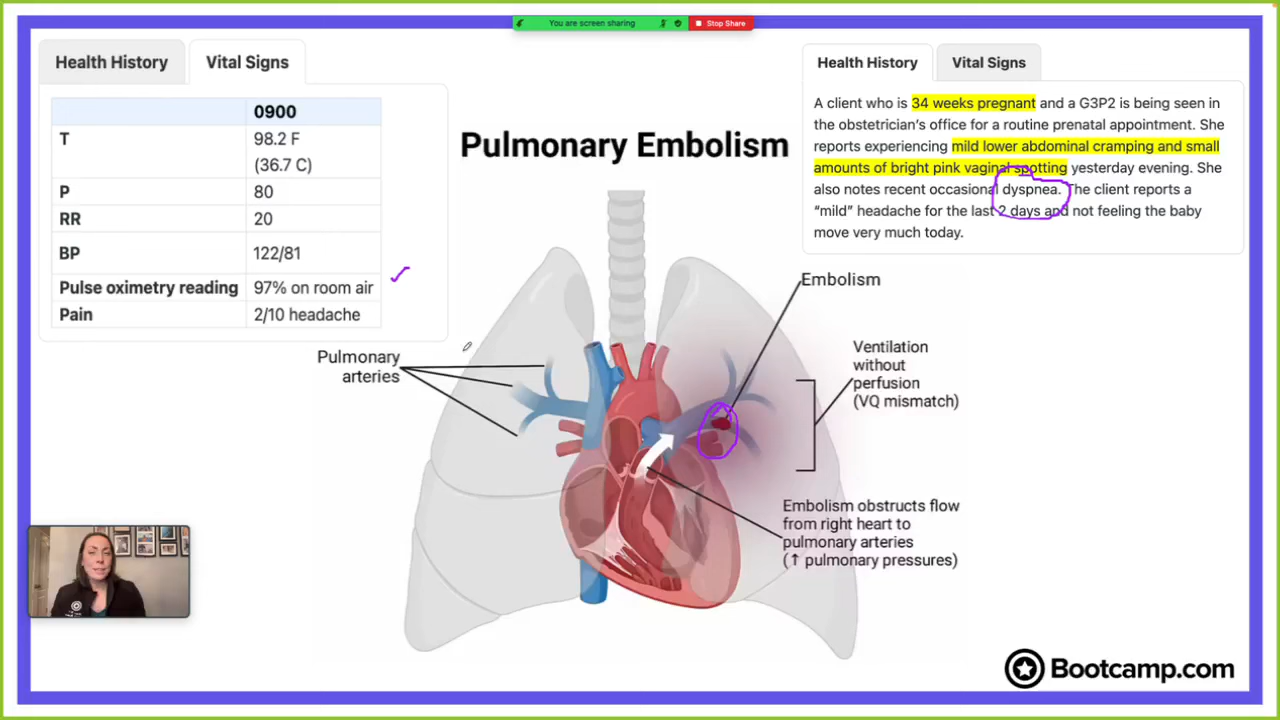 You are screen sharing
Stop Share
Health History
Vital Signs
0900
T
98.2 F
(36.7 C)
P
80
RR
20
BP
122/81
Pulse oximetry reading
97% on room air
Pain
2/10 headache
Pulmonary Embolism
Health History
Vital Signs
A client who is 34 weeks pregnant and a G3P2 is being seen in
the obstetrician's office for a routine prenatal appointment. She
reports experiencing mild lower abdominal cramping and small
amounts of bright pink vaginal spotting yesterday evening. She
also notes recent occasional dyspnea. The client reports a
“mild” headache for the last 2 days and not feeling the baby
move very much today.
Pulmonary
arteries
Embolism
Ventilation
without
perfusion
(VQ mismatch)
Embolism obstructs flow
from right heart to
pulmonary arteries
(↑ pulmonary pressures)
Bootcamp.com